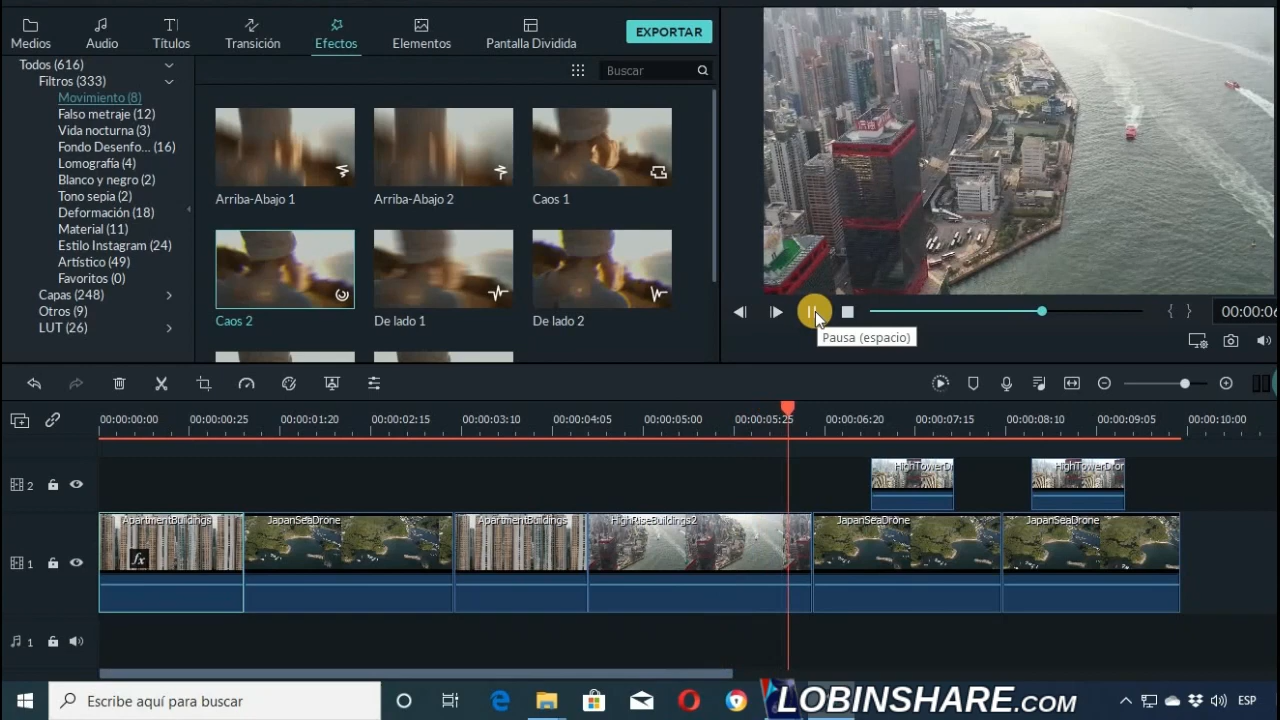 Medios Audio Títulos Transición Efectos Elementos Pantalla Dividida EXPORTAR
Todos (616)
Filtros (333)
Movimiento (8)
Falso metraje (12)
Vida nocturna (3)
Fondo Desenfo... (16)
Lomografía (4)
Blanco y negro (2)
Tono sepia (2)
Deformación (18)
Material (11)
Estilo Instagram (24)
Artístico (49)
Favoritos (0)
Capas (248)
Otros (9)
LUT (26)
Buscar
Arriba-Abajo 1 Arriba-Abajo 2 Caos 1
Caos 2 De lado 1 De lado 2
00:00:06
Pausa (espacio)
00:00:00:00 00:00:00:25 00:00:01:20 00:00:02:15 00:00:03:10 00:00:04:05 00:00:05:00 00:00:05:25 00:00:06:20 00:00:07:15 00:00:08:10 00:00:09:05 00:00:10:00
2 HighTowerDr HighTowerDror
ApartmentBuildings JapanSeaDrone ApartmentBuildings HighRiseBuildings2 JapanSeaDrone JapanSeaDrone
fx
1
1
Escribe aquí para buscar
LOBINSHARE.COM
ESP